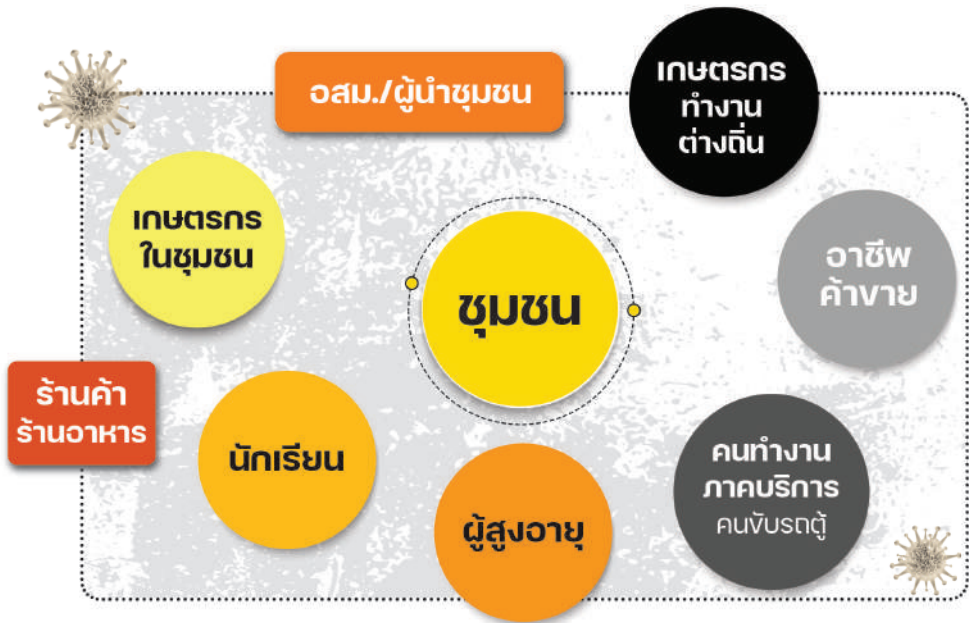 อสม./ผู้นำชุมชน
เกษตรกร
ทำงาน
ต่างถิ่น
เกษตรกร
ในชุมชน
ชุมชน
อาชีพ
ค้าขาย
ร้านค้า
ร้านอาหาร
นักเรียน
ผู้สูงอายุ
คนทำงาน
ภาคบริการ
คนขับรถตู้